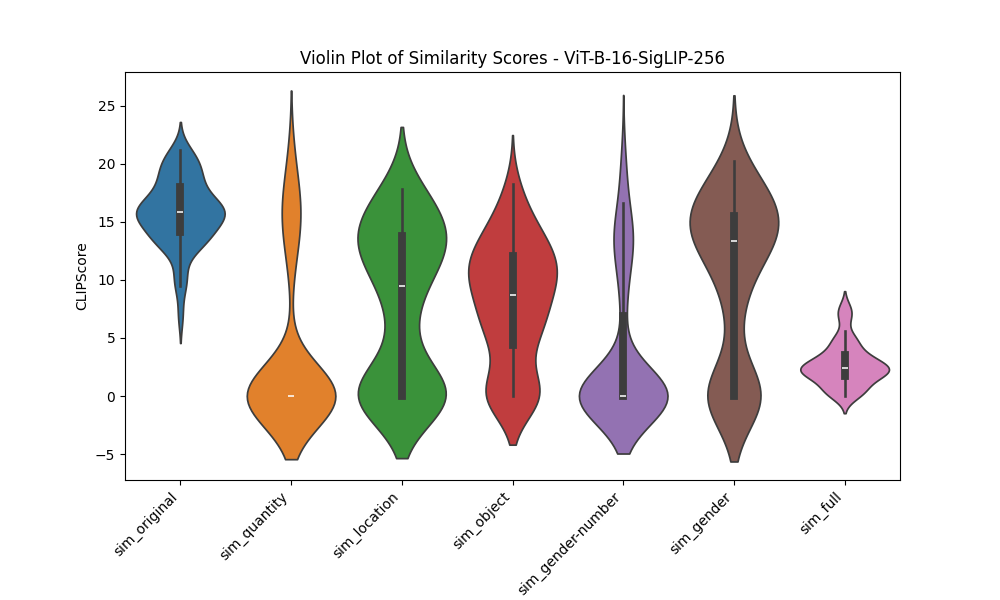 Violin Plot of Similarity Scores - ViT-B-16-SigLIP-256
CLIPScore
25
20
15
10
5
0
−5
sim_original
sim_quantity
sim_location
sim_object
sim_gender-number
sim_gender
sim_full